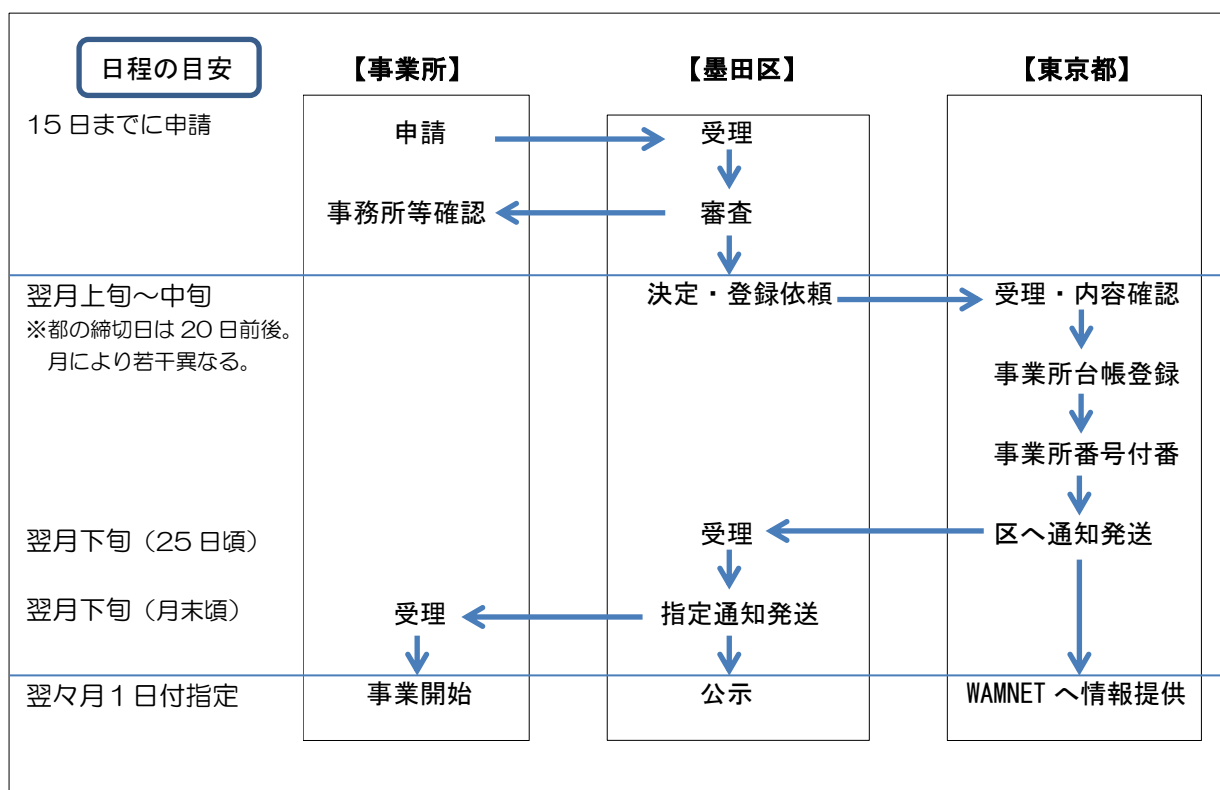 日程の目安 【事業所】 【墨田区】 【東京都】
15日までに申請 申請 受理
事務所等確認 審査
翌月上旬～中旬 決定・登録依頼 受理・内容確認
※都の締切日は20日前後。
月により若干異なる。
事業所台帳登録
事業所番号付番
翌月下旬（25日頃） 受理 区へ通知発送
翌月下旬（月末頃） 受理 指定通知発送
翌々月1日付指定 事業開始 公示 WAMNETへ情報提供